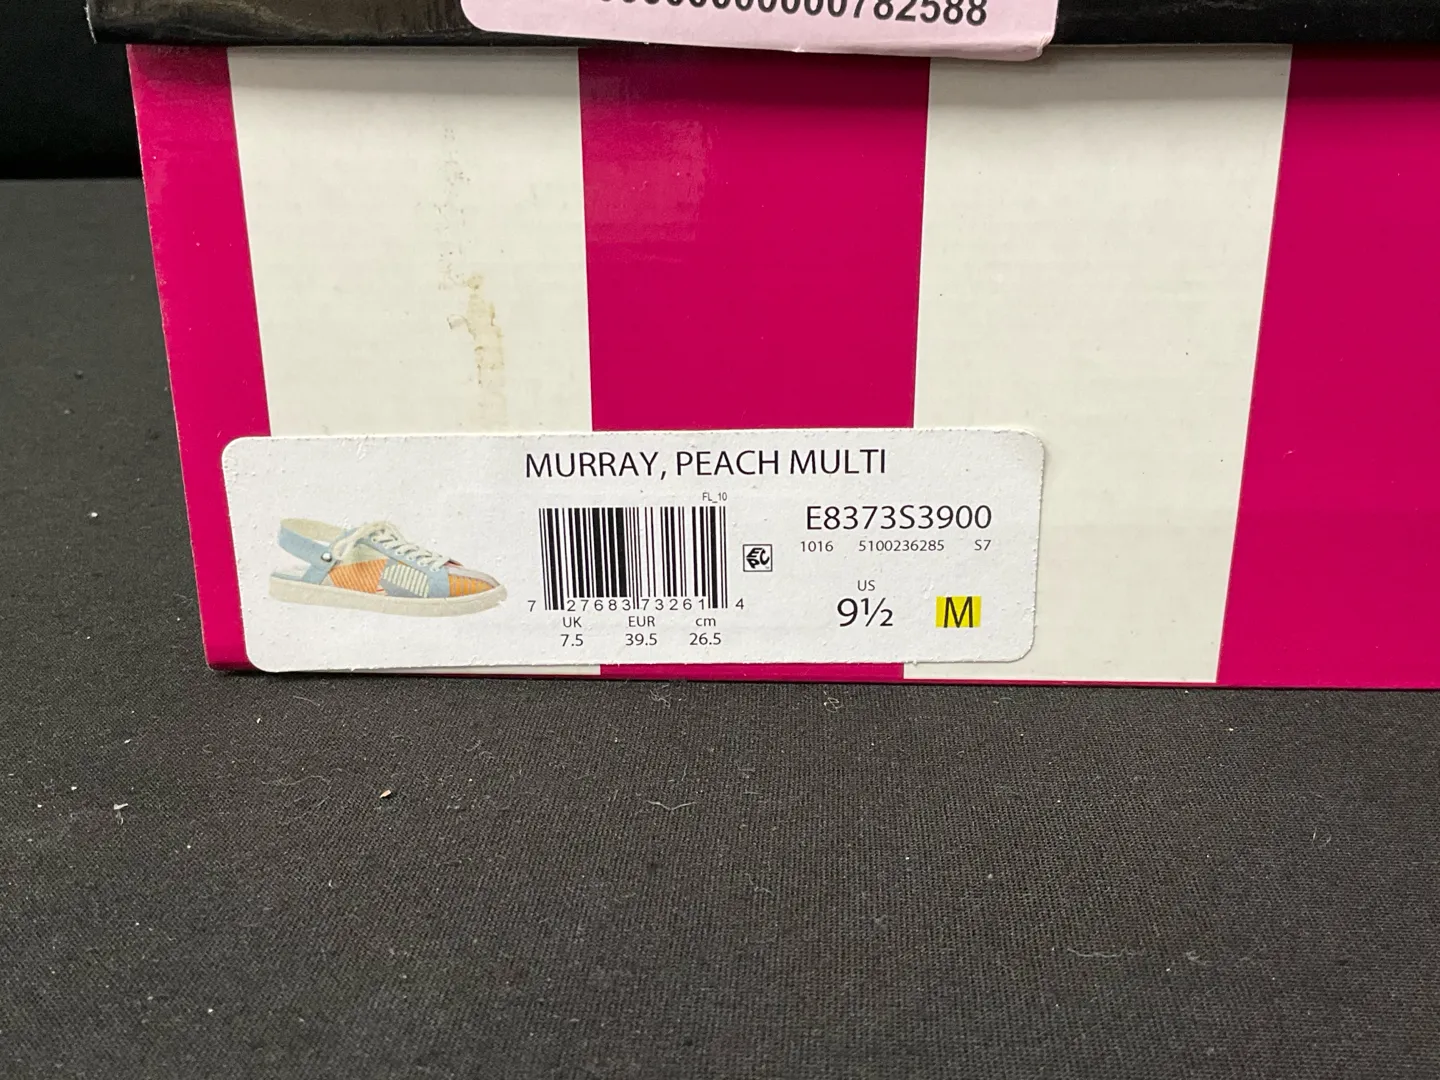 782588
MURRAY, PEACH MULTI
FL_10
E8373S3900
1016 5100236285 S7
US
9½ M
7 27683 73261 4
UK EUR cm
7.5 39.5 26.5